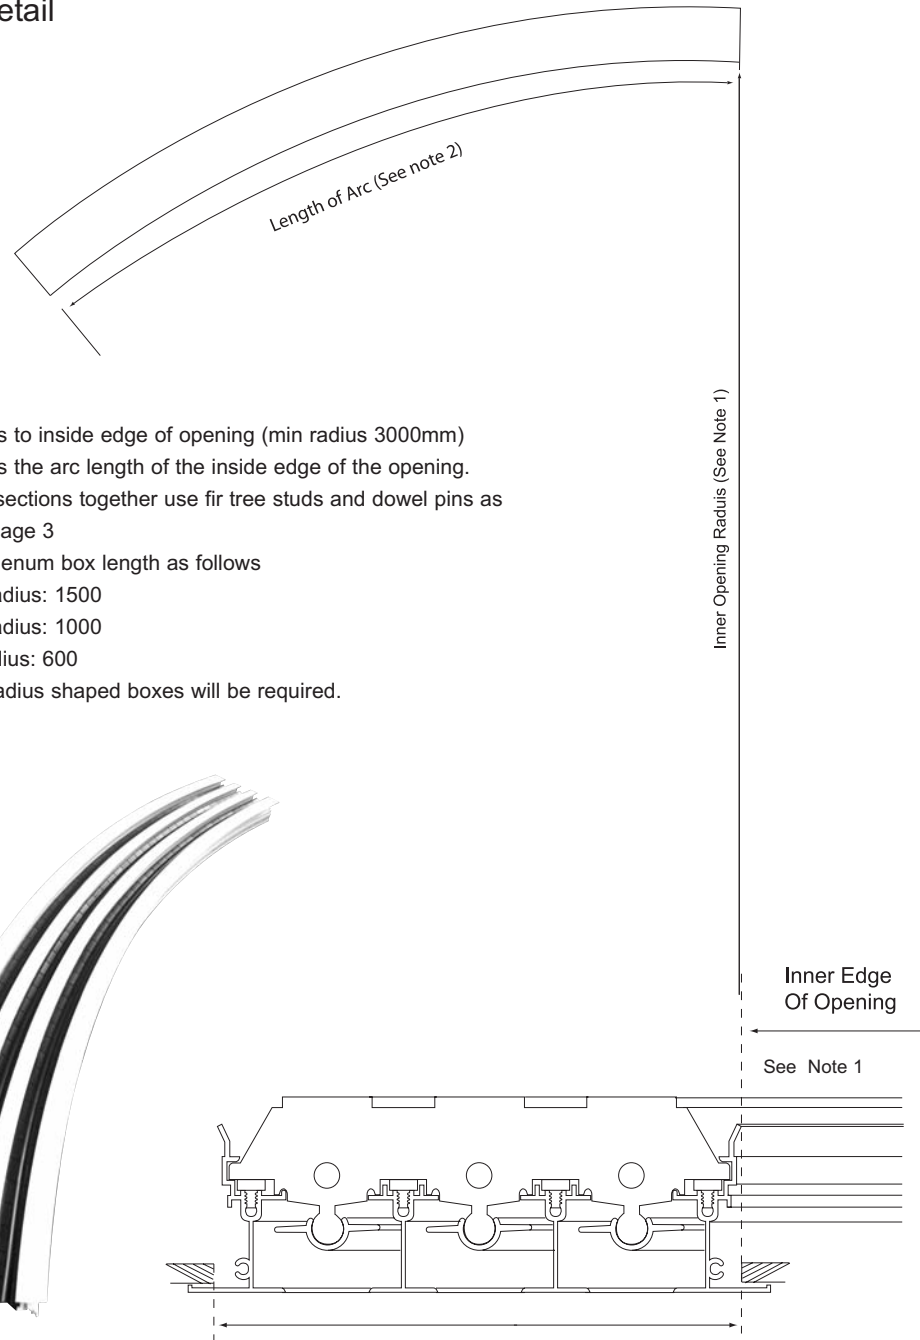 etail
Length of Arc (See note 2)
s to inside edge of opening (min radius 3000mm)
s the arc length of the inside edge of the opening.
sections together use fir tree studs and dowel pins as
age 3
enum box length as follows
adius: 1500
adius: 1000
dius: 600
adius shaped boxes will be required.
Inner Opening Raduis (See Note 1)
Inner Edge
Of Opening
See Note 1